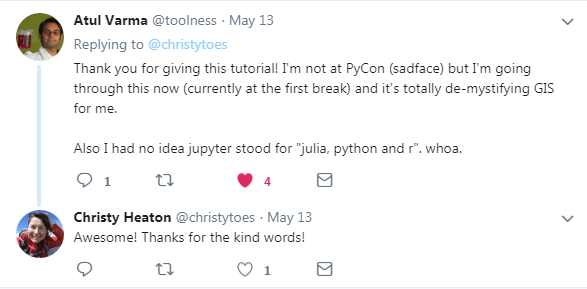 Atul Varma @toolness · May 13
Replying to @christytoes
Thank you for giving this tutorial! I'm not at PyCon (sadface) but I'm going
through this now (currently at the first break) and it's totally de-mystifying GIS
for me.
Also I had no idea jupyter stood for "julia, python and r". whoa.
1 4
Christy Heaton @christytoes · May 13
Awesome! Thanks for the kind words!
1